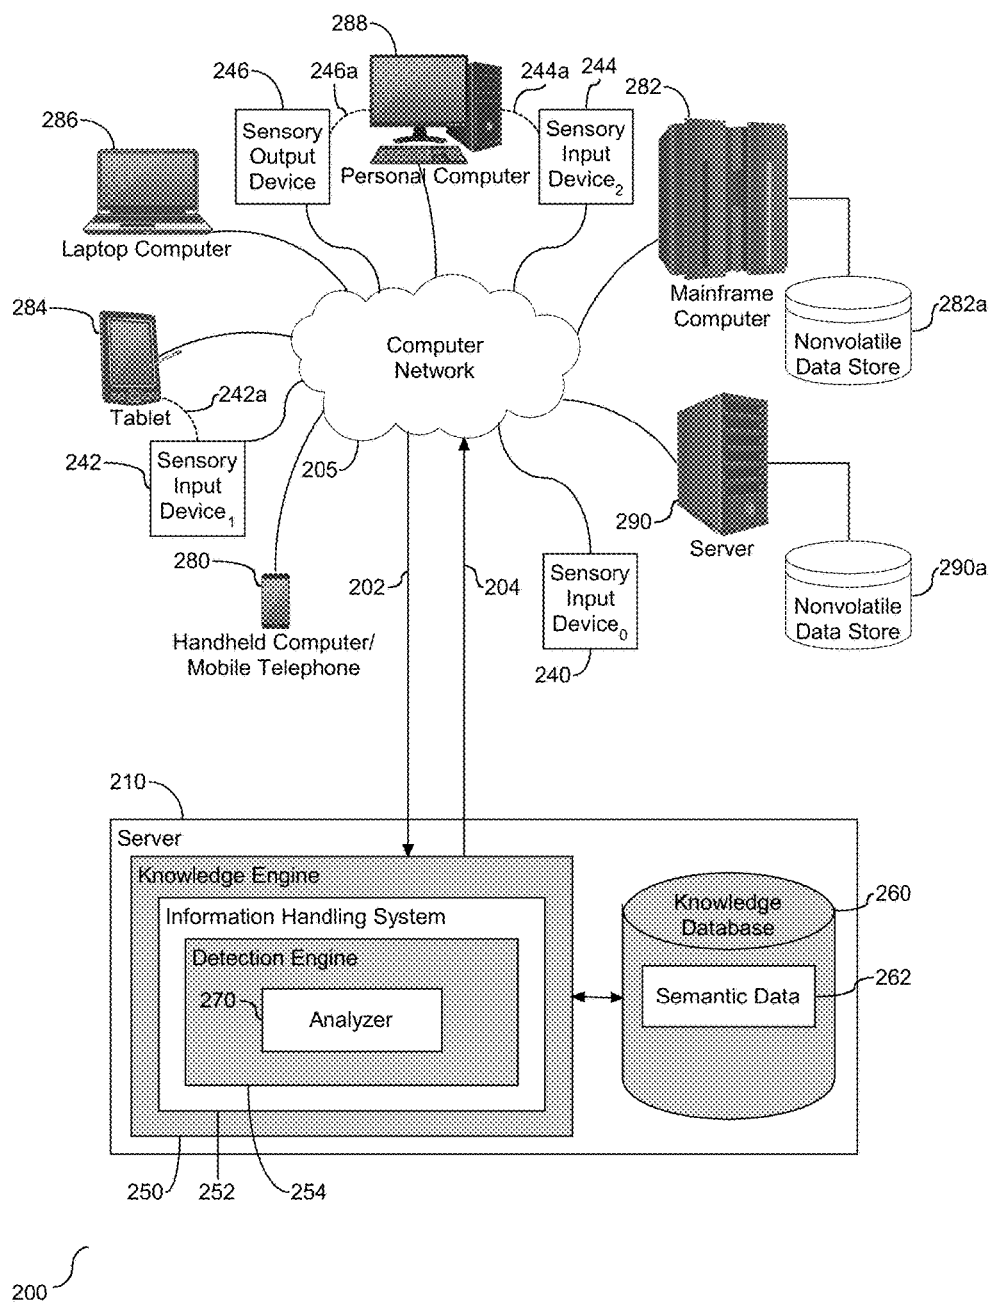 288
246
246a
244a
244
282
286
Sensory
Output
Device
Personal Computer
Sensory
Input
Device2
Laptop Computer
Mainframe
Computer
282a
284
Nonvolatile
Data Store
Computer
Network
Tablet
242a
242
Sensory
Input
Device1
205
290
Server
280
202
204
Sensory
Input
Device0
290a
Nonvolatile
Data Store
Handheld Computer/
Mobile Telephone
240
210
Server
Knowledge Engine
Information Handling System
Detection Engine
270
Analyzer
Knowledge
Database
260
Semantic Data
262
250
252
254
200